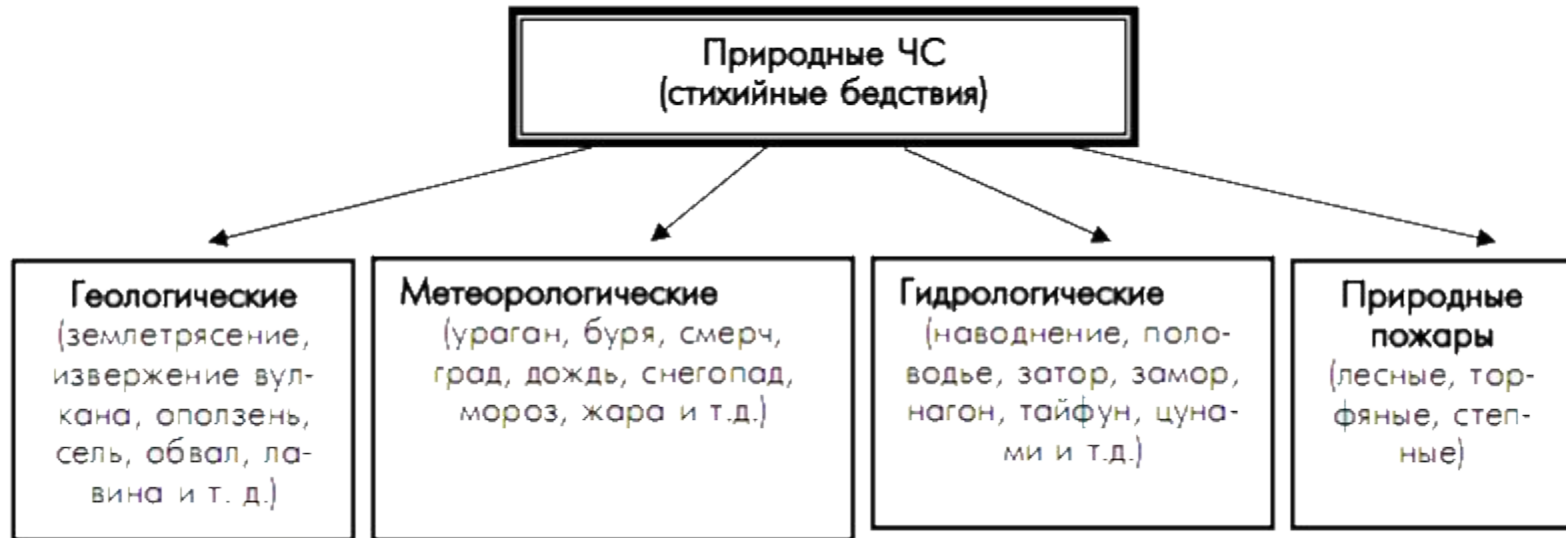 Природные ЧС
(стихийные бедствия)
Геологические
(землетрясение,
извержение вул-
кана, оползень,
сель, обвал, ла-
вина и т. д.)
Метеорологические
(ураган, буря, смерч,
град, дождь, снегопад,
мороз, жара и т.д.)
Гидрологические
(наводнение, поло-
водье, затор, замор,
нагон, тайфун, цуна-
ми и т.д.)
Природные
пожары
(лесные, тор-
фяные, степ-
ные)